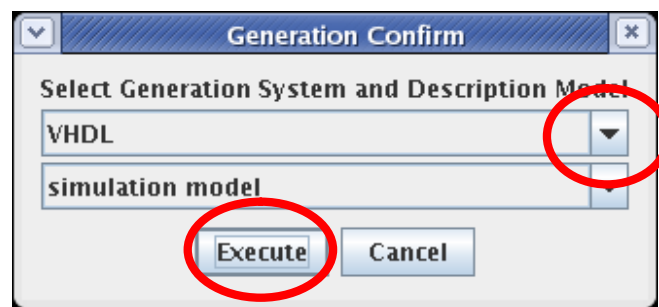 Generation Confirm
Select Generation System and Description Model
VHDL
simulation model
Execute Cancel